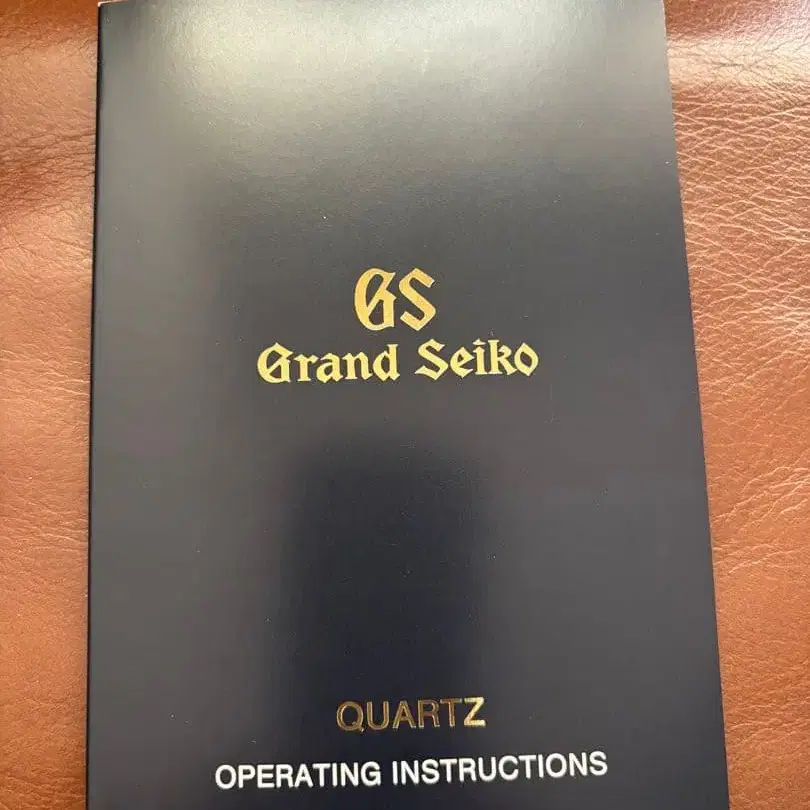 GS
Grand Seiko
QUARTZ
OPERATING INSTRUCTIONS